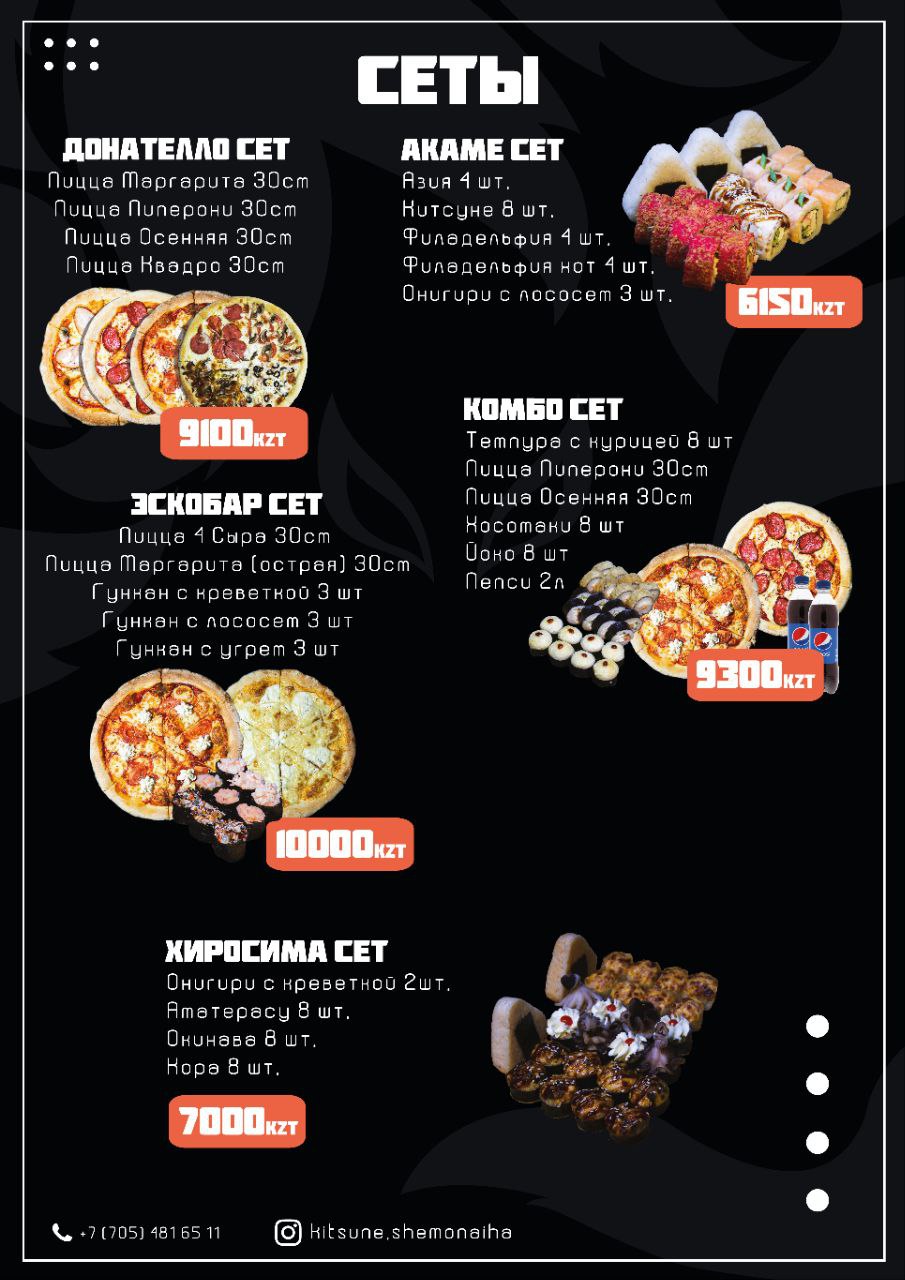 СЕТЫ
ДОНАТЕЛЛО СЕТ
Пицца Маргарита 30cm
Пицца Пиперони 30cm
Пицца Осенняя 30cm
Пицца Квадро 30cm
9100KZT
АКАМЕ СЕТ
Азия 4 шт.
Китсуне 8 шт.
Филадельфия 4 шт.
Филадельфия хот 4 шт.
Онигири с лососем 3 шт.
6150KZT
КОМБО СЕТ
Темпура с курицей 8 шт
Пицца Пиперони 30cm
Пицца Осенняя 30cm
Хосомаки 8 шт
Йоко 8 шт
Пепси 2л
9300KZT
ЭСКОБАР СЕТ
Пицца 4 Сыра 30cm
Пицца Маргарита (острая) 30cm
Гункан с креветкой 3 шт
Гункан с лососем 3 шт
Гункан с угрем 3 шт
10000KZT
ХИРОСИМА СЕТ
Онигири с креветкой 2шт.
Аматерасу 8 шт.
Окинава 8 шт.
Кора 8 шт.
7000KZT
+7 (705) 481 65 11
kitsune.shemonaiha